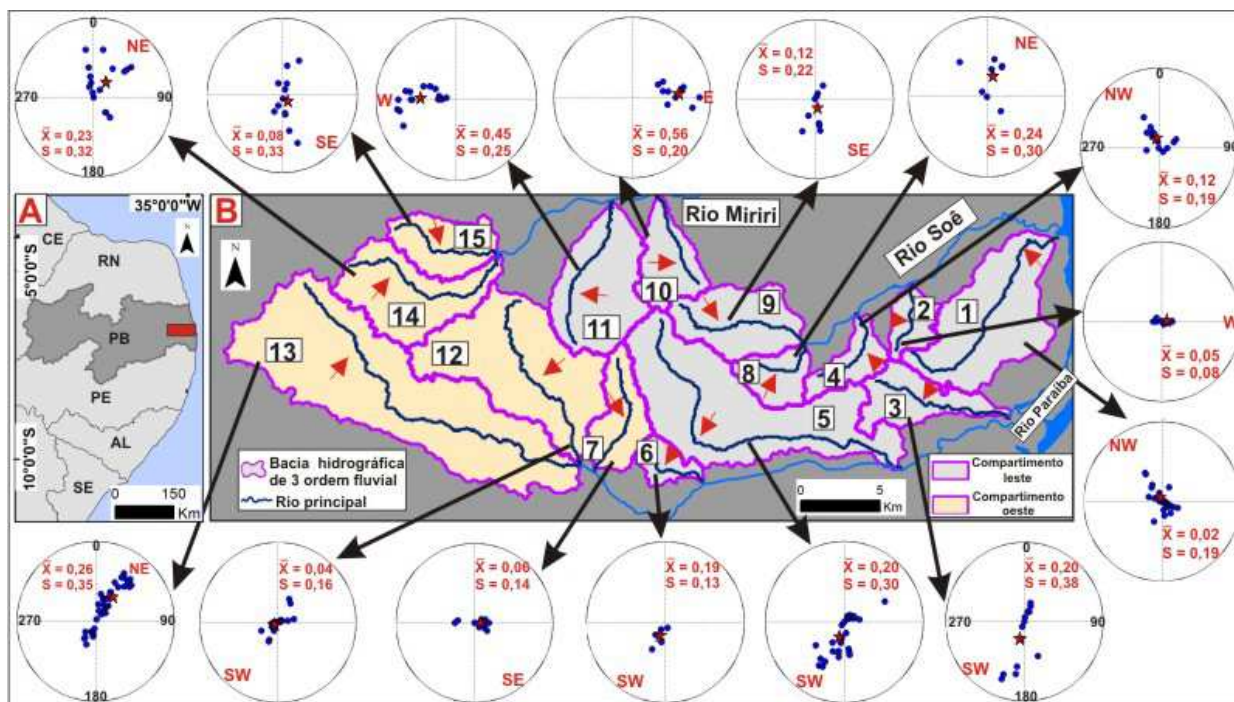 0
NE
270
90
X̄ = 0,23
S = 0,32
180
X̄ = 0,08
S = 0,33
SE
W
X̄ = 0,45
S = 0,25
E
X̄ = 0,56
S = 0,20
X̄ = 0,12
S = 0,22
SE
NE
X̄ = 0,24
S = 0,30
0
NW
270
90
X̄ = 0,12
S = 0,19
180
W
X̄ = 0,05
S = 0,08
NW
X̄ = 0,02
S = 0,19
A
35°0'0"W
N
CE
RN
5°0'0"S
PB
PE
AL
10°0'0"S
SE
0 150
Km
B
N
Rio Miriri
Rio Soê
Rio Paraíba
15
14
13
12
11
10
9
8
7
6
5
4
3
2
1
Bacia hidrográfica
de 3 ordem fluvial
Rio principal
0 5
Km
Compartimento
leste
Compartimento
oeste
0
X̄ = 0,26
S = 0,35
NE
270
90
180
X̄ = 0,04
S = 0,16
SW
X̄ = 0,06
S = 0,14
SE
X̄ = 0,19
S = 0,13
SW
X̄ = 0,20
S = 0,30
SW
0
X̄ = 0,20
S = 0,38
270
90
SW
180